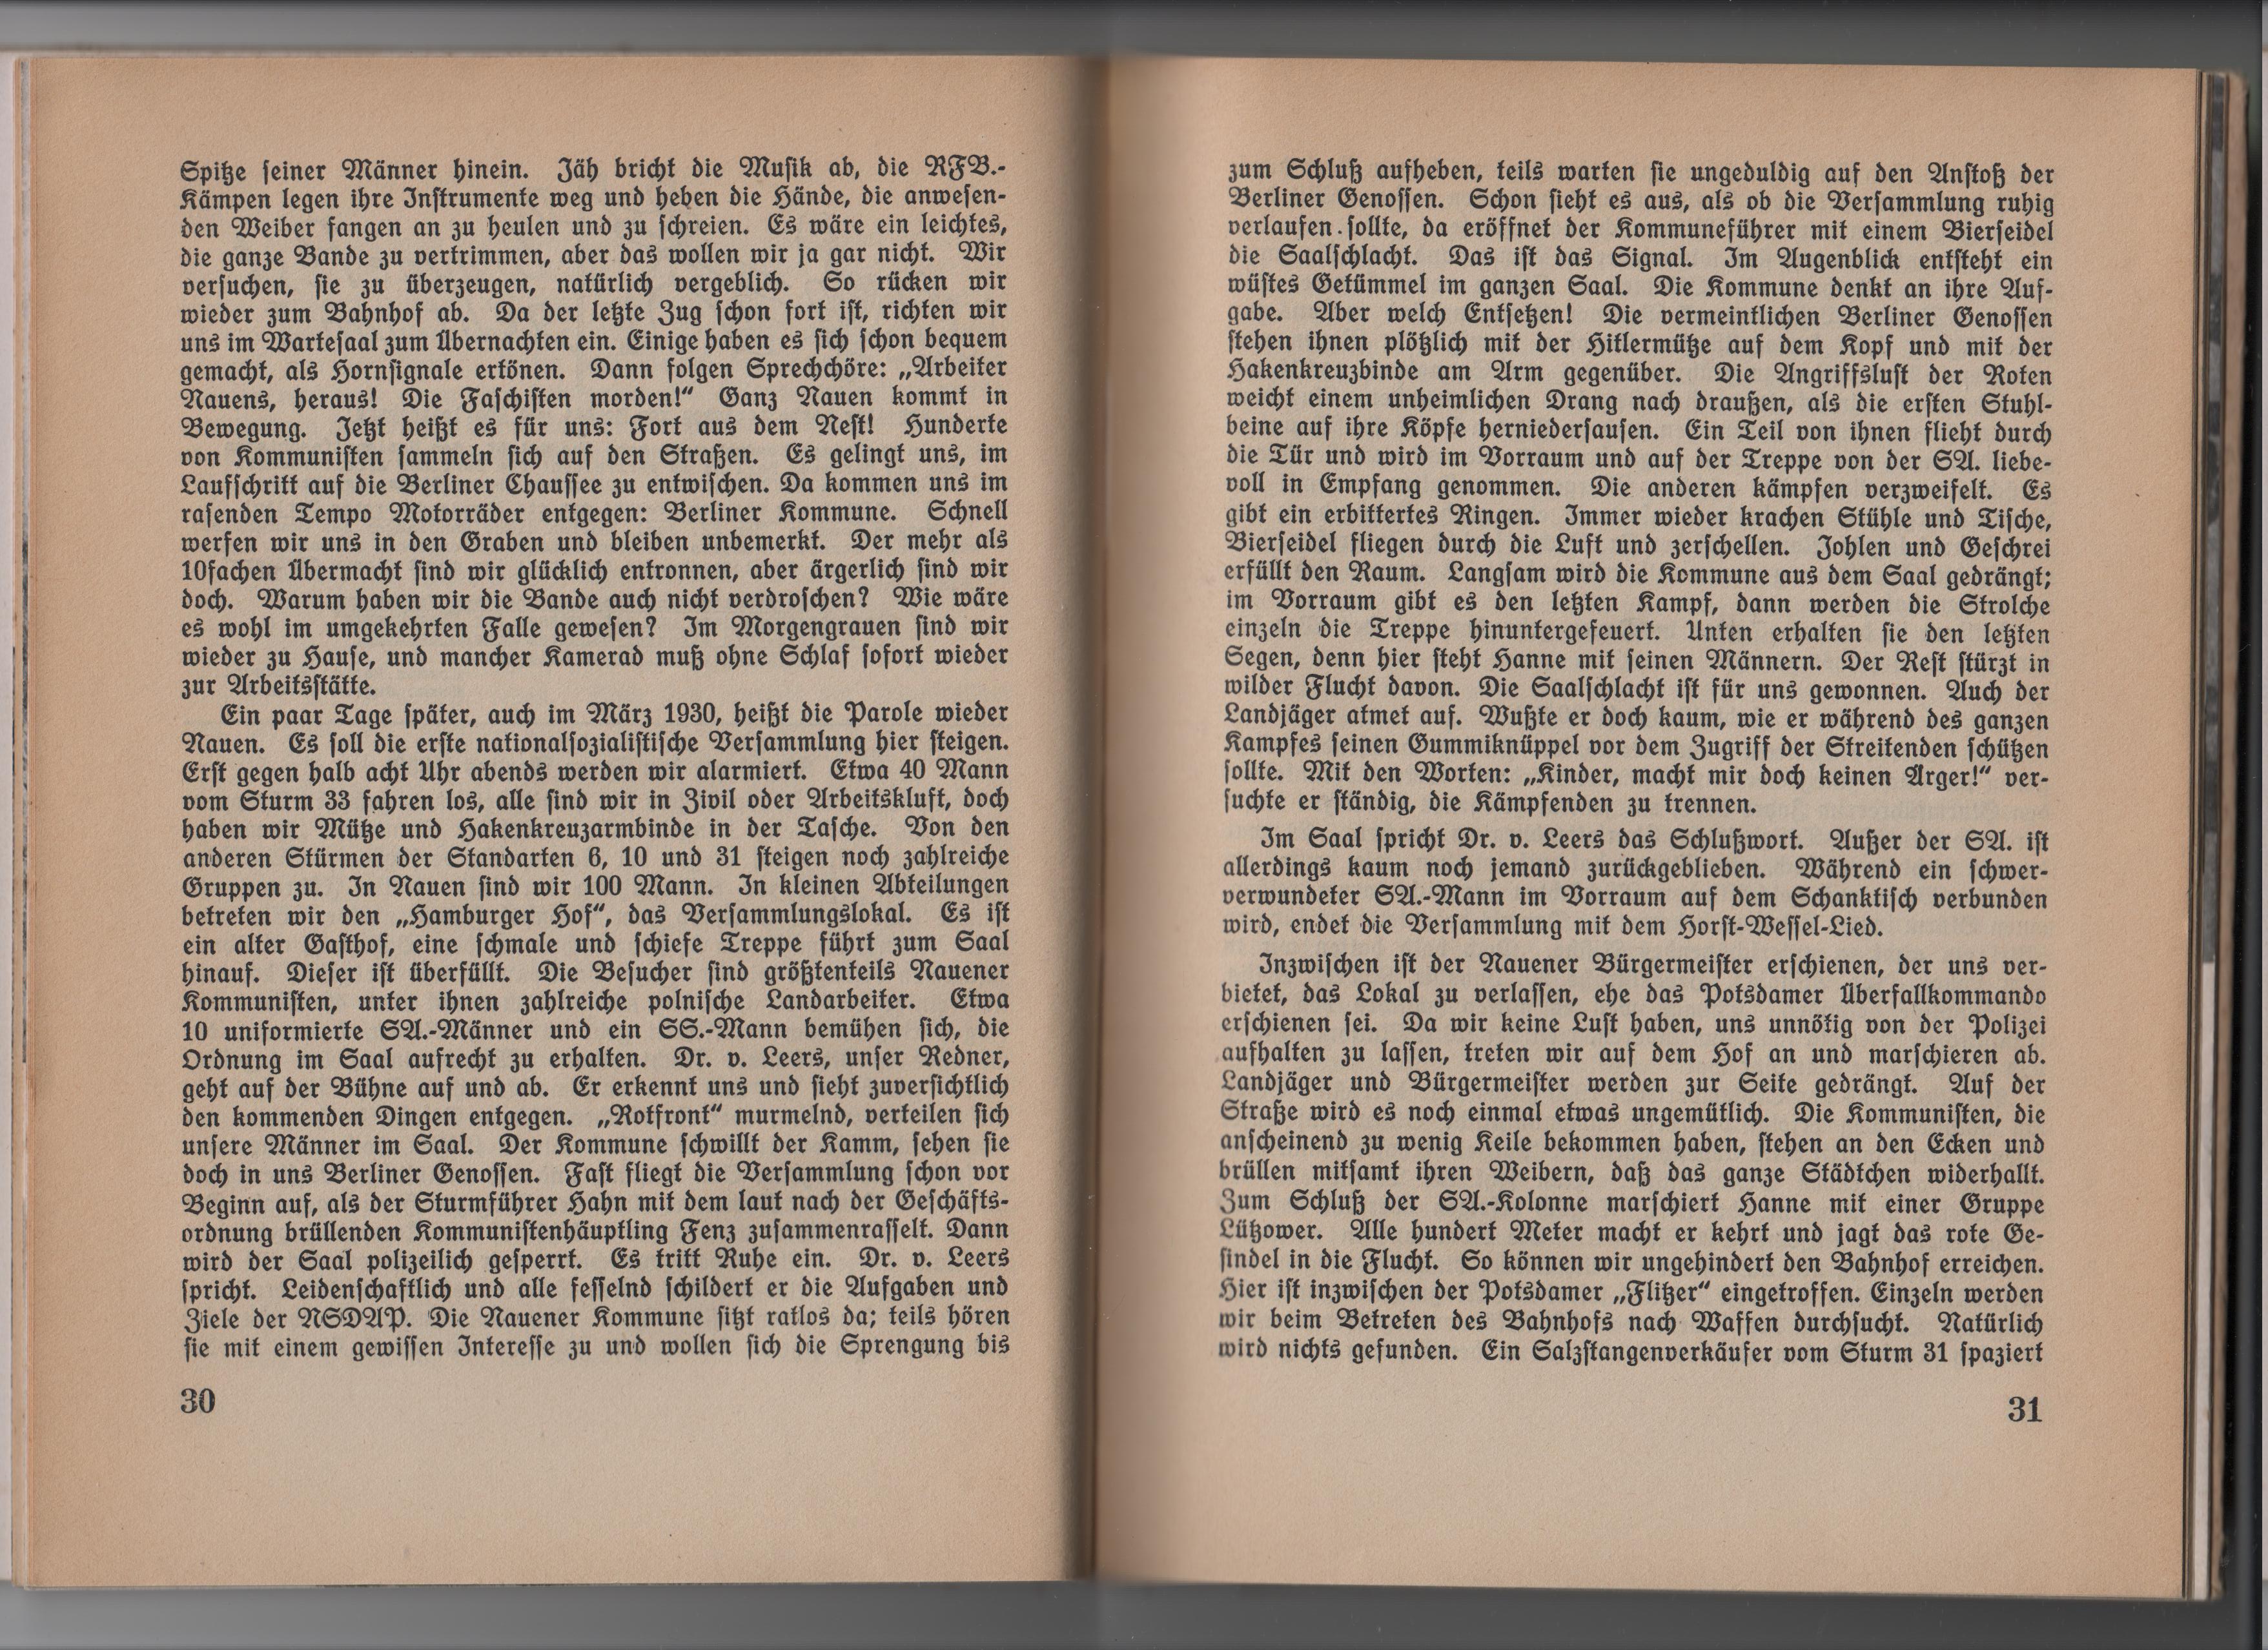 Spitze seiner Männer hinein. Jäh bricht die Musik ab, die RFB.-
Kämpen legen ihre Instrumente weg und heben die Hände, die anwesen-
den Weiber fangen an zu heulen und zu schreien. Es wäre ein leichtes,
die ganze Bande zu vertrimmen, aber das wollen wir ja gar nicht. Wir
versuchen, sie zu überzeugen, natürlich vergeblich. So rücken wir
wieder zum Bahnhof ab. Da der letzte Zug schon fort ist, richten wir
uns im Wartesaal zum Übernachten ein. Einige haben es sich schon bequem
gemacht, als Hornsignale ertönen. Dann folgen Sprechchöre: „Arbeiter
Nauens, heraus! Die Faschisten morden!“ Ganz Nauen kommt in
Bewegung. Jetzt heißt es für uns: Fort aus dem Nest! Hunderte
von Kommunisten sammeln sich auf den Straßen. Es gelingt uns, im
Laufschritt auf die Berliner Chaussee zu entwischen. Da kommen uns im
rasenden Tempo Motorräder entgegen: Berliner Kommune. Schnell
werfen wir uns in den Graben und bleiben unbemerkt. Der mehr als
10fachen Übermacht sind wir glücklich entronnen, aber ärgerlich sind wir
doch. Warum haben wir die Bande auch nicht verdroschen? Wie wäre
es wohl im umgekehrten Falle gewesen? Im Morgengrauen sind wir
wieder zu Hause, und mancher Kamerad muß ohne Schlaf sofort wieder
zur Arbeitsstätte.
Ein paar Tage später, auch im März 1930, heißt die Parole wieder
Nauen. Es soll die erste nationalsozialistische Versammlung hier steigen.
Erst gegen halb acht Uhr abends werden wir alarmiert. Etwa 40 Mann
vom Sturm 33 fahren los, alle sind wir in Zivil oder Arbeitskluft, doch
haben wir Mütze und Hakenkreuzarmbinde in der Tasche. Von den
anderen Stürmen der Standarten 6, 10 und 31 steigen noch zahlreiche
Gruppen zu. In Nauen sind wir 100 Mann. In kleinen Abteilungen
betreten wir den „Hamburger Hof“, das Versammlungslokal. Es ist
ein alter Gasthof, eine schmale und schiefe Treppe führt zum Saal
hinauf. Dieser ist überfüllt. Die Besucher sind größtenteils Nauener
Kommunisten, unter ihnen zahlreiche polnische Landarbeiter. Etwa
10 uniformierte SA.-Männer und ein SS.-Mann bemühen sich, die
Ordnung im Saal aufrecht zu erhalten. Dr. v. Leers, unser Redner,
geht auf der Bühne auf und ab. Er erkennt uns und sieht zuversichtlich
den kommenden Dingen entgegen. „Rotfront“ murmelnd, verteilen sich
unsere Männer im Saal. Der Kommune schwillt der Kamm, sehen sie
doch in uns Berliner Genossen. Fast fliegt die Versammlung schon vor
Beginn auf, als der Sturmführer Hahn mit dem laut nach der Geschäfts-
ordnung brüllenden Kommunistenhäuptling Fenz zusammenrasselt. Dann
wird der Saal polizeilich gesperrt. Es tritt Ruhe ein. Dr. v. Leers
spricht. Leidenschaftlich und alle fesselnd schildert er die Aufgaben und
Ziele der NSDAP. Die Nauener Kommune sitzt ratlos da; teils hören
sie mit einem gewissen Interesse zu und wollen sich die Sprengung bis
30
zum Schluß aufheben, teils warten sie ungeduldig auf den Anstoß der
Berliner Genossen. Schon sieht es aus, als ob die Versammlung ruhig
verlaufen sollte, da eröffnet der Kommuneführer mit einem Bierseidel
die Saalschlacht. Das ist das Signal. Im Augenblick entsteht ein
wüstes Getümmel im ganzen Saal. Die Kommune denkt an ihre Auf-
gabe. Aber welch Entsetzen! Die vermeintlichen Berliner Genossen
stehen ihnen plötzlich mit der Hitlermütze auf dem Kopf und mit der
Hakenkreuzbinde am Arm gegenüber. Die Angriffslust der Roten
weicht einem unheimlichen Drang nach draußen, als die ersten Stuhl-
beine auf ihre Köpfe herniedersausen. Ein Teil von ihnen flieht durch
die Tür und wird im Vorraum und auf der Treppe von der SA. liebe-
voll in Empfang genommen. Die anderen kämpfen verzweifelt. Es
gibt ein erbittertes Ringen. Immer wieder krachen Stühle und Tische,
Bierseidel fliegen durch die Luft und zerschellen. Johlen und Geschrei
erfüllt den Raum. Langsam wird die Kommune aus dem Saal gedrängt;
im Vorraum gibt es den letzten Kampf, dann werden die Strolche
einzeln die Treppe hinuntergefeuert. Unten erhalten sie den letzten
Segen, denn hier steht Hanne mit seinen Männern. Der Rest stürzt in
wilder Flucht davon. Die Saalschlacht ist für uns gewonnen. Auch der
Landjäger atmet auf. Wußte er doch kaum, wie er während des ganzen
Kampfes seinen Gummiknüppel vor dem Zugriff der Streitenden schützen
sollte. Mit den Worten: „Kinder, macht mir doch keinen Ärger!“ ver-
suchte er ständig, die Kämpfenden zu trennen.
Im Saal spricht Dr. v. Leers das Schlußwort. Außer der SA. ist
allerdings kaum noch jemand zurückgeblieben. Während ein schwer-
verwundeter SA.-Mann im Vorraum auf dem Schanktisch verbunden
wird, endet die Versammlung mit dem Horst-Wessel-Lied.
Inzwischen ist der Nauener Bürgermeister erschienen, der uns ver-
bietet, das Lokal zu verlassen, ehe das Potsdamer Überfallkommando
erschienen sei. Da wir keine Lust haben, uns unnötig von der Polizei
aufhalten zu lassen, treten wir auf dem Hof an und marschieren ab.
Landjäger und Bürgermeister werden zur Seite gedrängt. Auf der
Straße wird es noch einmal etwas ungemütlich. Die Kommunisten, die
anscheinend zu wenig Keile bekommen haben, stehen an den Ecken und
brüllen mitsamt ihren Weibern, daß das ganze Städtchen widerhallt.
Zum Schluß der SA.-Kolonne marschiert Hanne mit einer Gruppe
Lützower. Alle hundert Meter macht er kehrt und jagt das rote Ge-
sindel in die Flucht. So können wir ungehindert den Bahnhof erreichen.
Hier ist inzwischen der Potsdamer „Flitzer“ eingetroffen. Einzeln werden
wir beim Betreten des Bahnhofs nach Waffen durchsucht. Natürlich
wird nichts gefunden. Ein Salzstangenverkäufer vom Sturm 31 spaziert
31